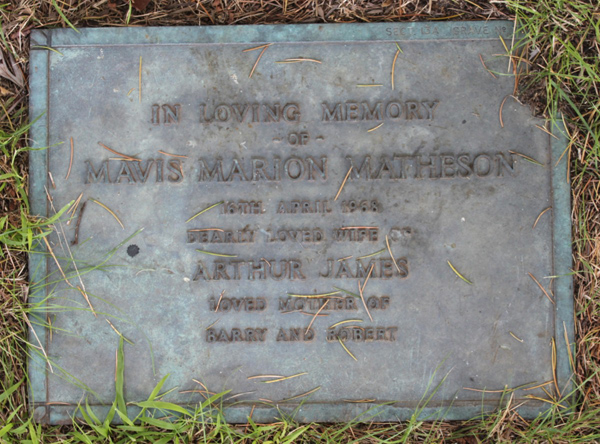 IN LOVING MEMORY
- OF -
MAVIS MARION MATHESON
16TH APRIL 1968
DEARLY LOVED WIFE OF
ARTHUR JAMES
LOVED MOTHER OF
BARRY AND ROBERT